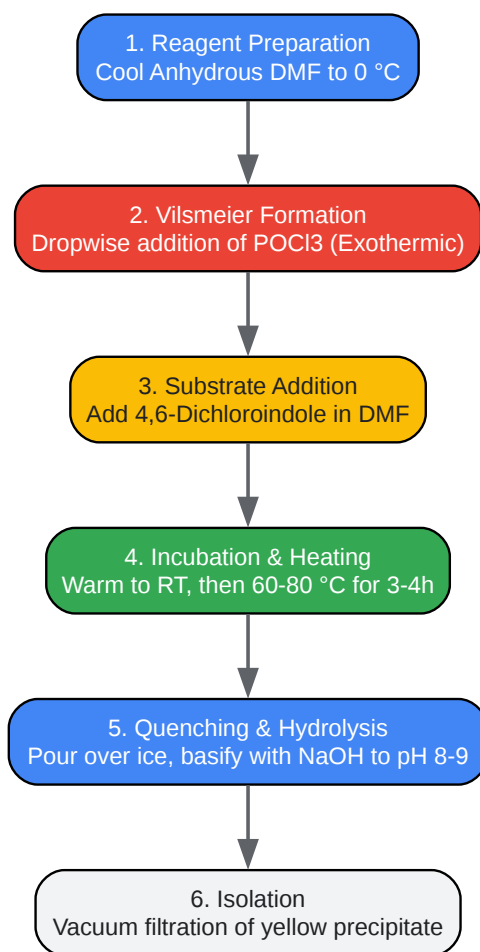 1. Reagent Preparation
Cool Anhydrous DMF to 0 °C
2. Vilsmeier Formation
Dropwise addition of POCl3 (Exothermic)
3. Substrate Addition
Add 4,6-Dichloroindole in DMF
4. Incubation & Heating
Warm to RT, then 60-80 °C for 3-4h
5. Quenching & Hydrolysis
Pour over ice, basify with NaOH to pH 8-9
6. Isolation
Vacuum filtration of yellow precipitate